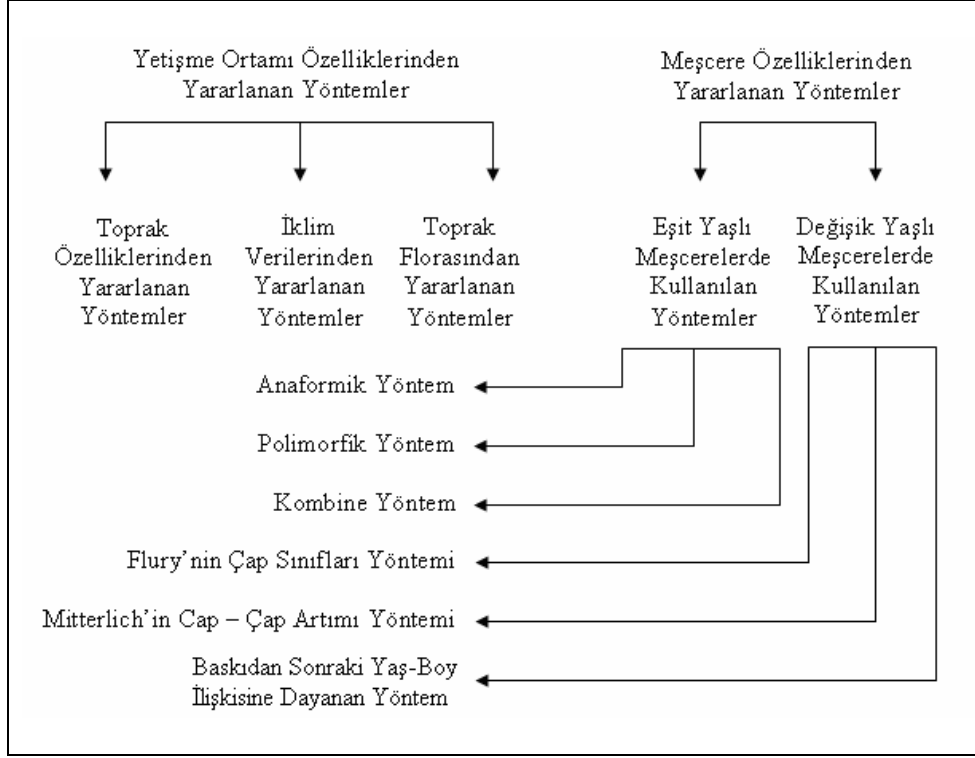 Yetişme Ortamı Özelliklerinden
Yararlanan Yöntemler
Meşcere Özelliklerinden
Yararlanan Yöntemler
Toprak
Özelliklerinden
Yararlanan
Yöntemler
İklim
Verilerinden
Yararlanan
Yöntemler
Toprak
Florasından
Yararlanan
Yöntemler
Eşit Yaşlı
Meşcerelerde
Kullanılan
Yöntemler
Değişik Yaşlı
Meşcerelerde
Kullanılan
Yöntemler
Anaformik Yöntem
Polimorfik Yöntem
Kombine Yöntem
Flury'nin Çap Sınıfları Yöntemi
Mitterlich'in Cap – Çap Artımı Yöntemi
Baskıdan Sonraki Yaş-Boy
İlişkisine Dayanan Yöntem